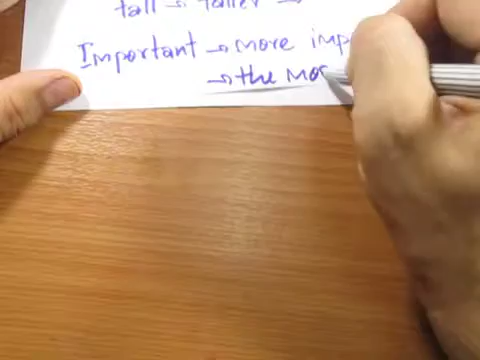 tall → taller →
Important → more imp
→ the mos